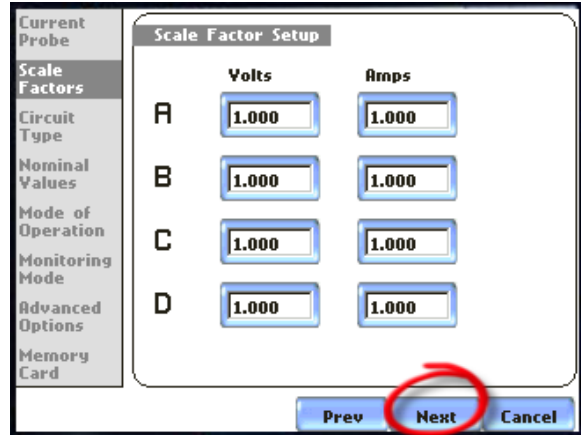 Current
Probe
Scale
Factors
Circuit
Type
Nominal
Values
Mode of
Operation
Monitoring
Mode
Advanced
Options
Memory
Card
Scale Factor Setup
Volts Amps
A 1.000 1.000
B 1.000 1.000
C 1.000 1.000
D 1.000 1.000
Prev Next Cancel